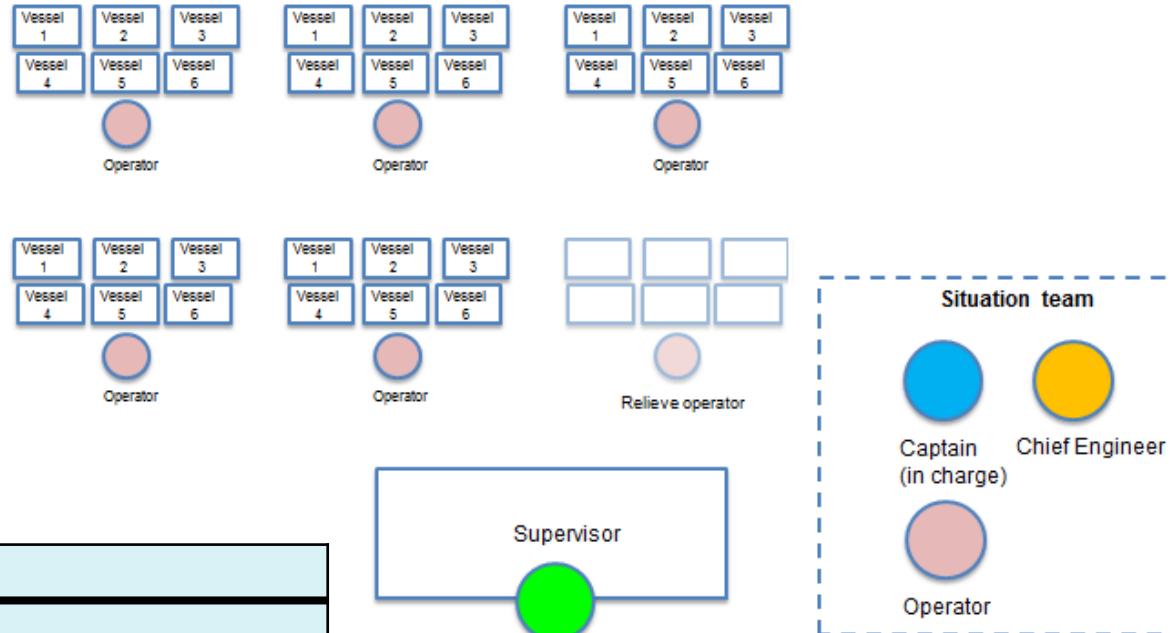 Vessel Vessel Vessel Vessel Vessel Vessel Vessel Vessel Vessel
1 2 3 1 2 3 1 2 3
Vessel Vessel Vessel Vessel Vessel Vessel Vessel Vessel Vessel
4 5 6 4 5 6 4 5 6
Operator Operator Operator
Vessel Vessel Vessel Vessel Vessel Vessel
1 2 3 1 2 3
Vessel Vessel Vessel Vessel Vessel Vessel
4 5 6 4 5 6
Operator Operator Relieve operator
Situation team
Captain Chief Engineer
(in charge)
Operator
Supervisor